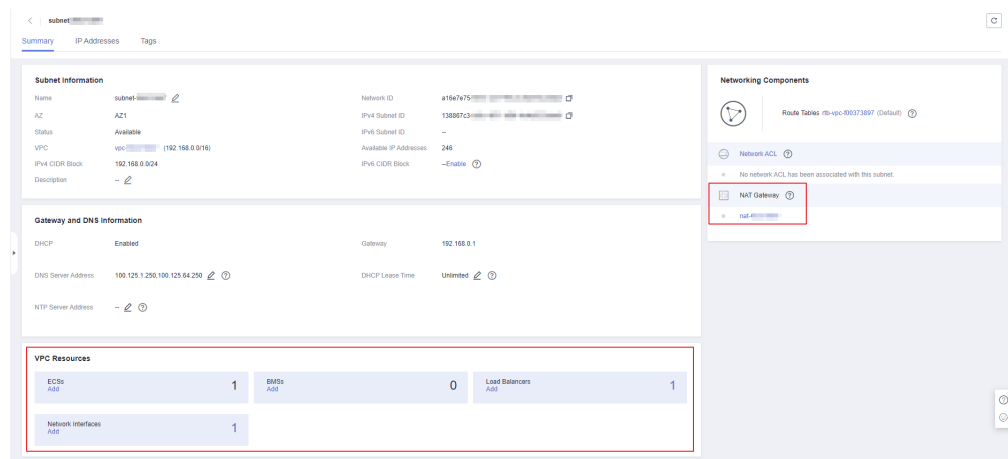 subnet
Summary IP Addresses Tags
Subnet Information
Name subnet- Network ID a16e7e75-
AZ AZ1 IPv4 Subnet ID 138867c3-
Status Available IPv6 Subnet ID --
VPC vpc- (192.168.0.0/16) Available IP Addresses 246
IPv4 CIDR Block 192.168.0.0/24 IPv6 CIDR Block --Enable
Description --
Gateway and DNS Information
DHCP Enabled Gateway 192.168.0.1
DNS Server Address 100.125.1.250,100.125.64.250 DHCP Lease Time Unlimited
NTP Server Address --
VPC Resources
ECSs 1 BMSs 0 Load Balancers 1
Add Add Add
Network Interfaces 1
Add
Networking Components
Route Tables rtb-vpc-f00373897 (Default)
Network ACL
No network ACL has been associated with this subnet.
NAT Gateway
nat-